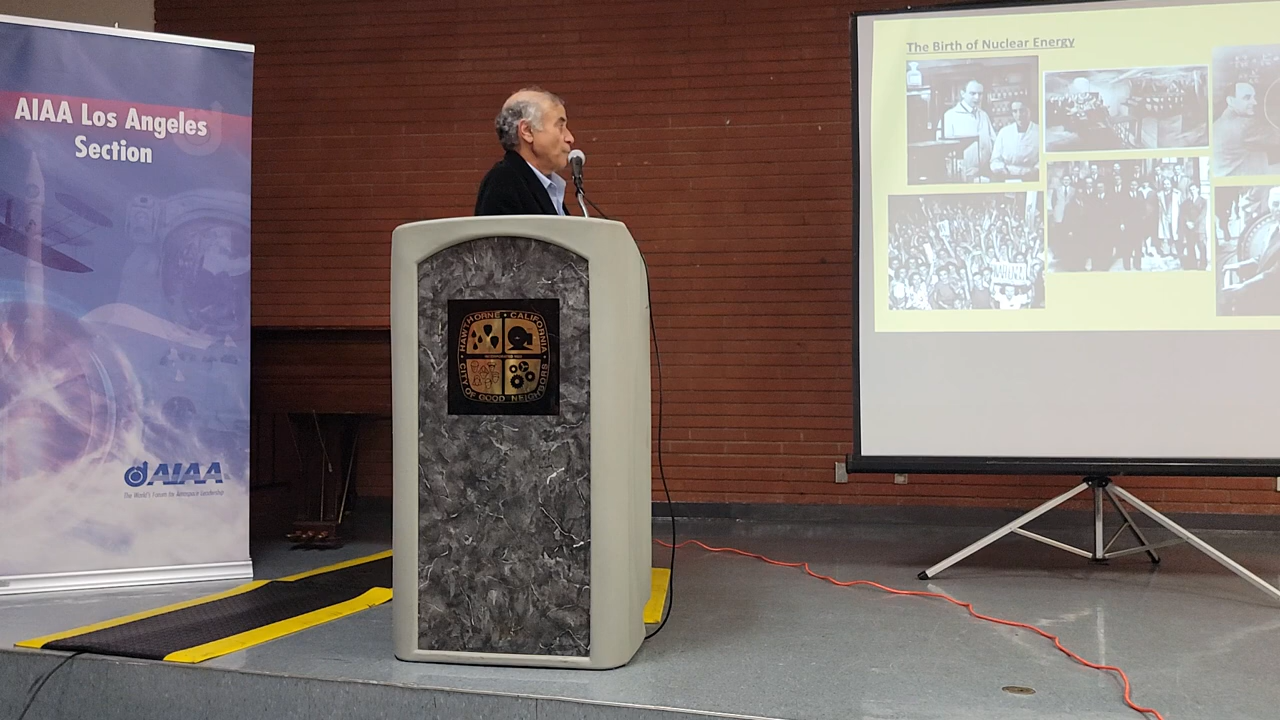 AIAA Los Angeles
Section
AIAA
The World's Forum for Aerospace Leadership
HAWTHORNE • CALIFORNIA
CITY OF GOOD NEIGHBORS
The Birth of Nuclear Energy